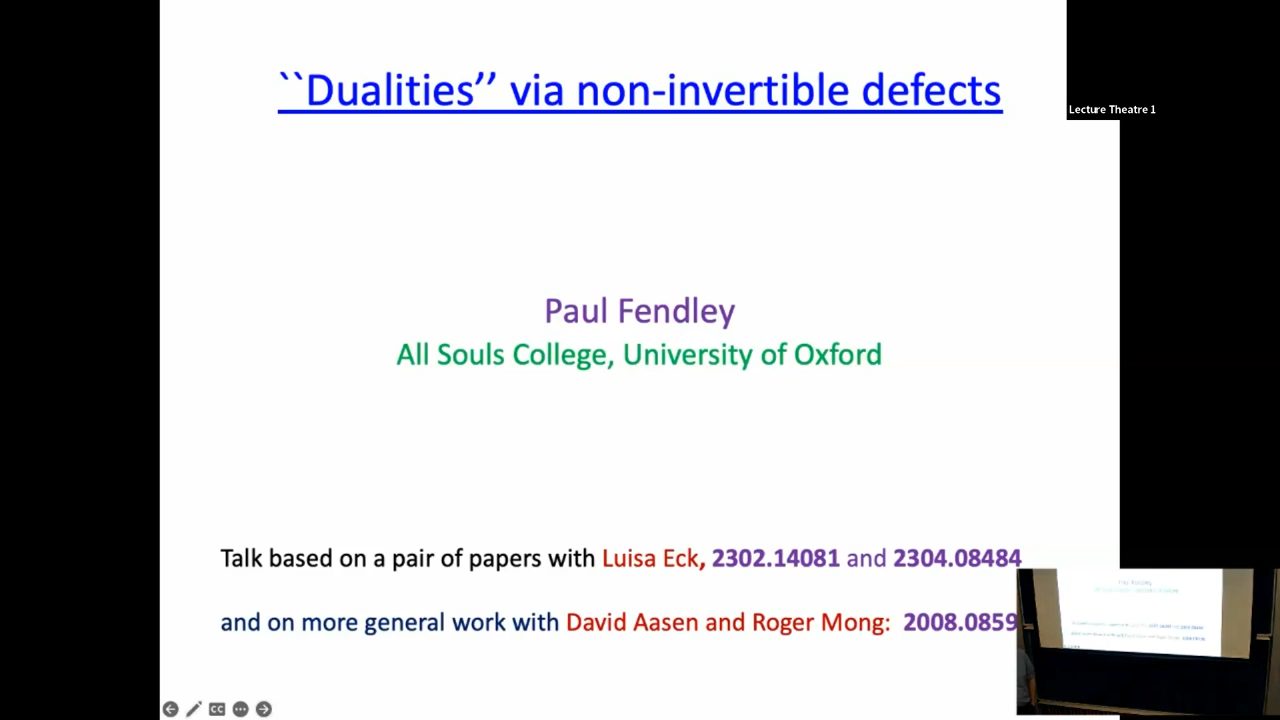 ``Dualities’’ via non-invertible defects
Lecture Theatre 1
Paul Fendley
All Souls College, University of Oxford
Talk based on a pair of papers with Luisa Eck, 2302.14081 and 2304.08484
and on more general work with David Aasen and Roger Mong: 2008.0859
CC